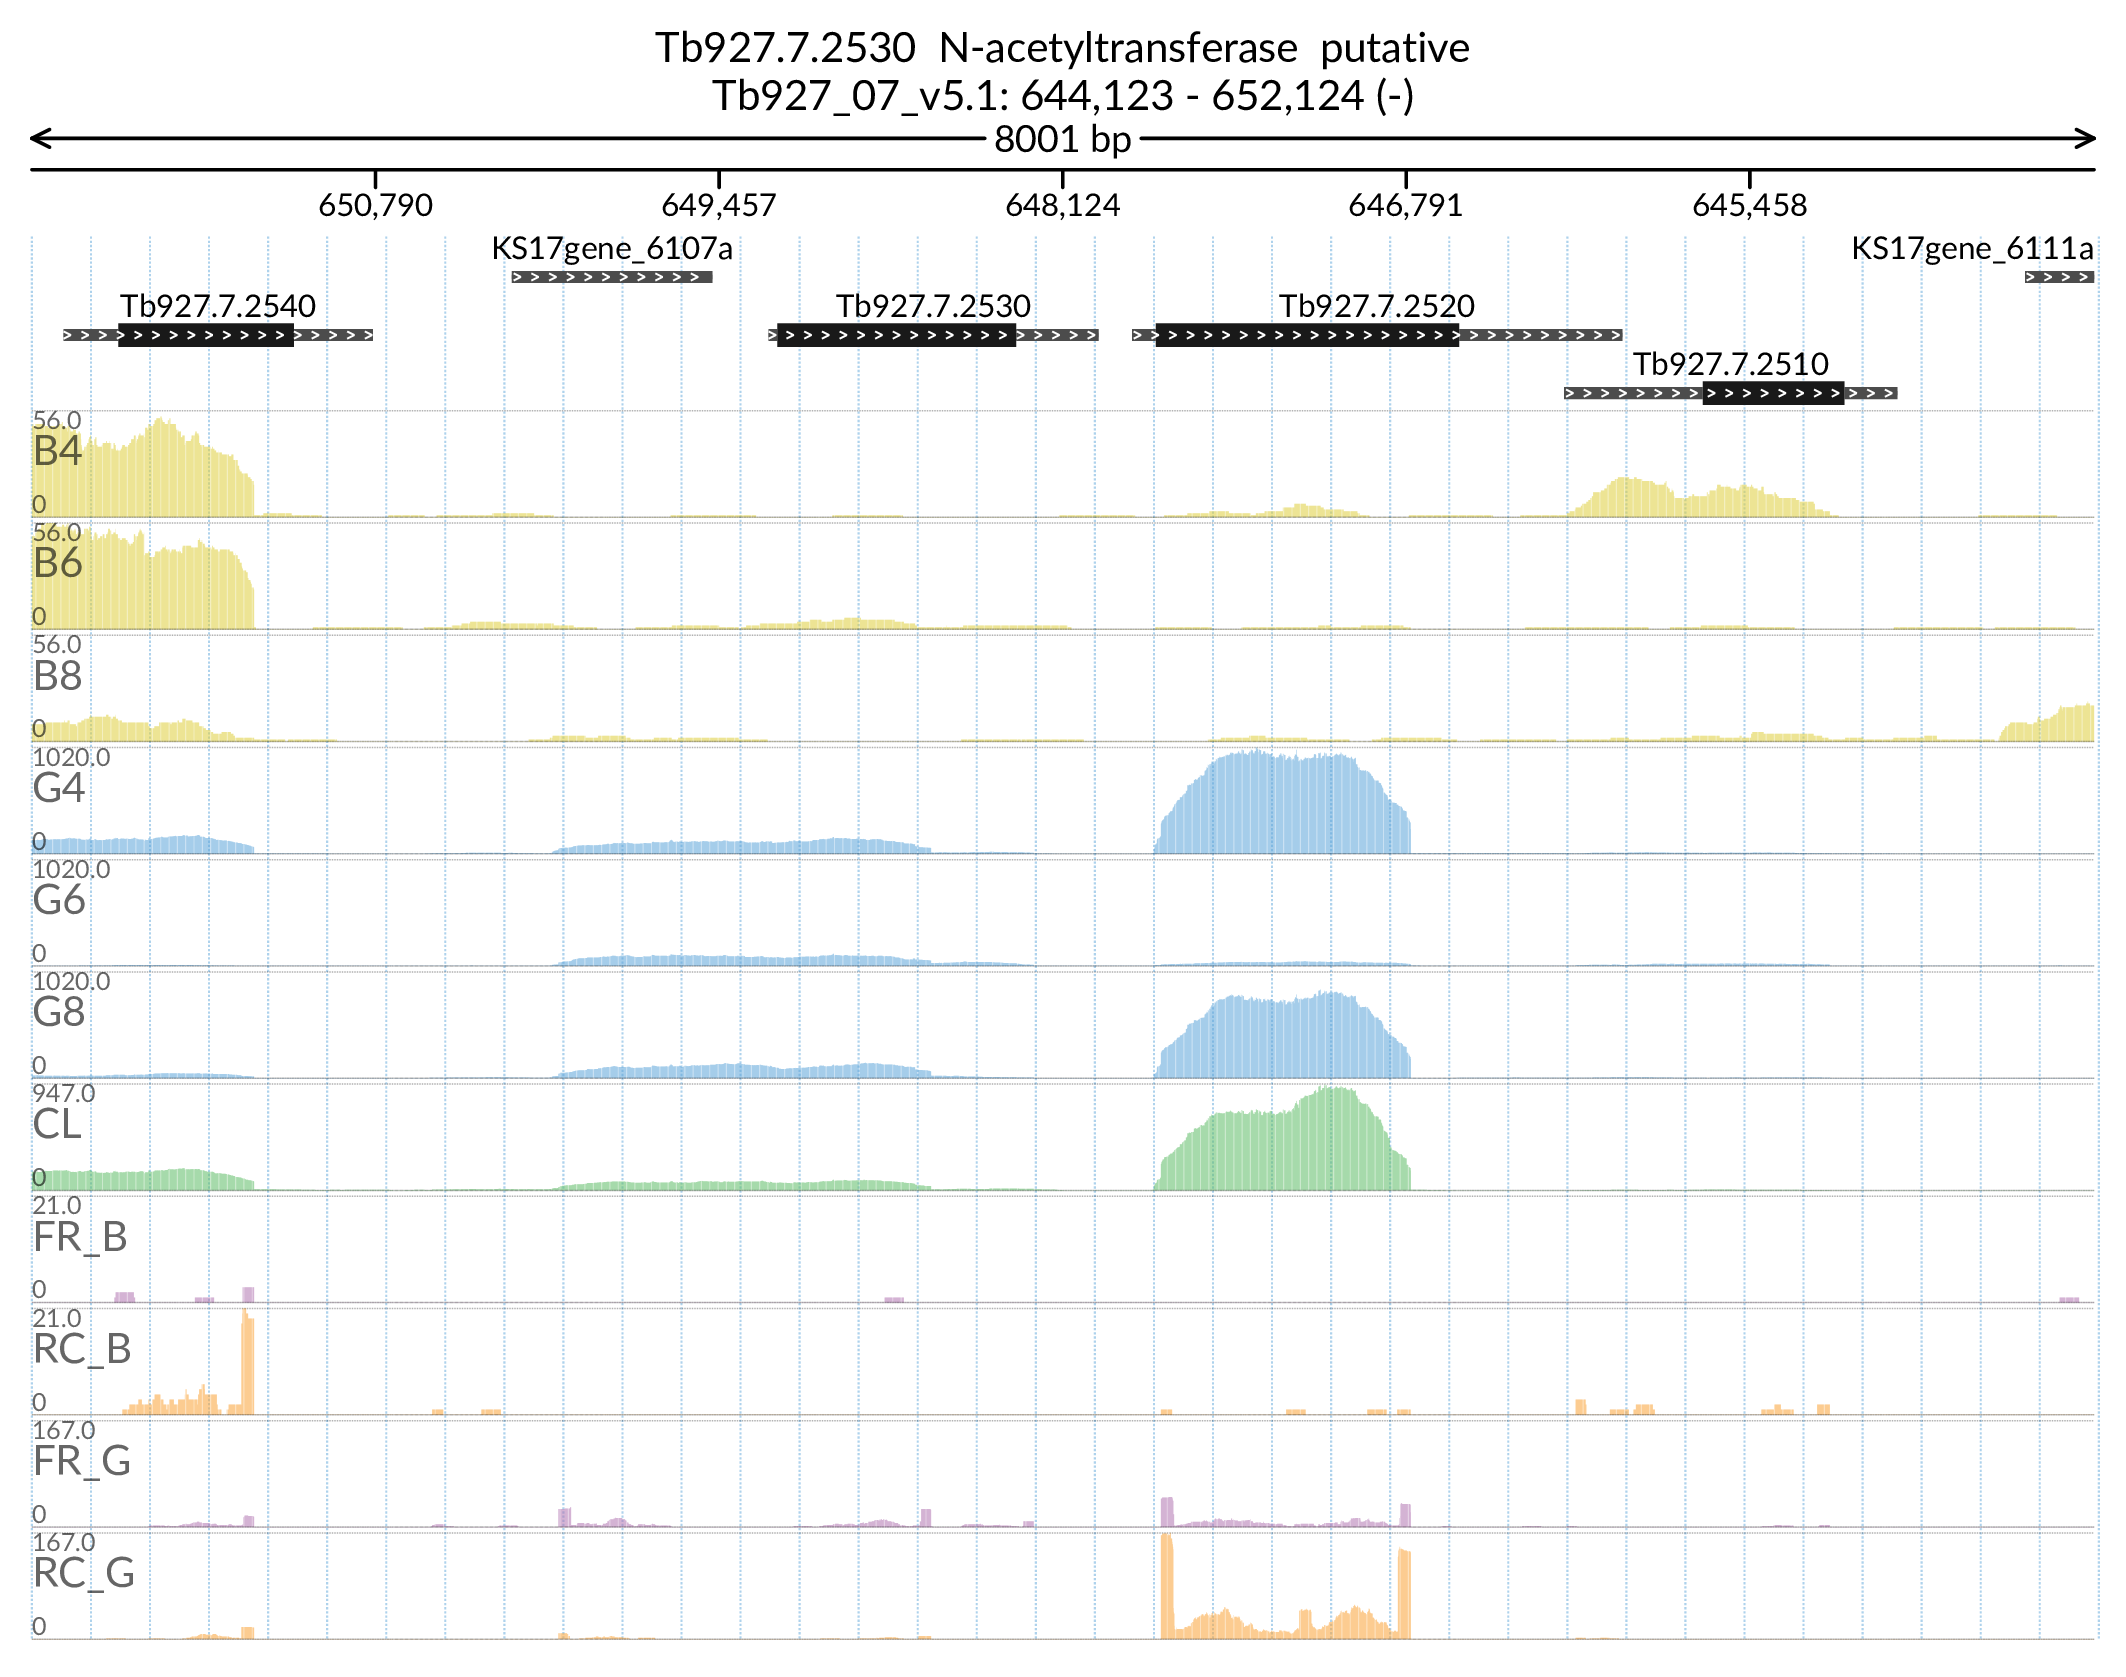 Tb927.7.2530 N-acetyltransferase putative
Tb927_07_v5.1: 644,123 - 652,124 (-)
8001 bp
650,790 649,457 648,124 646,791 645,458
KS17gene_6107a KS17gene_6111a
Tb927.7.2540 Tb927.7.2530 Tb927.7.2520
Tb927.7.2510
56.0
B4
0
56.0
B6
0
56.0
B8
0
1020.0
G4
0
1020.0
G6
0
1020.0
G8
0
947.0
CL
0
21.0
FR_B
0
21.0
RC_B
0
167.0
FR_G
0
167.0
RC_G
0